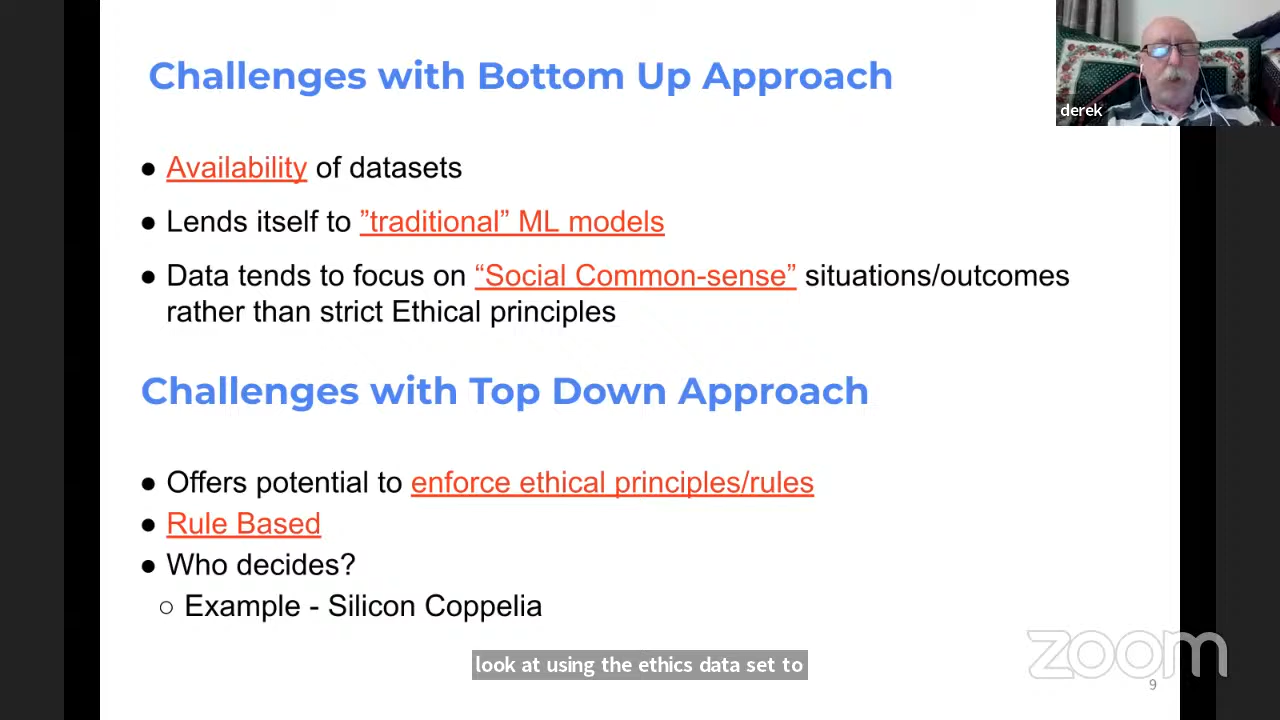 Challenges with Bottom Up Approach
derek
● Availability of datasets
● Lends itself to ”traditional” ML models
● Data tends to focus on “Social Common-sense” situations/outcomes
rather than strict Ethical principles
Challenges with Top Down Approach
● Offers potential to enforce ethical principles/rules
● Rule Based
● Who decides?
○ Example - Silicon Coppelia
look at using the ethics data set to
zoom
9